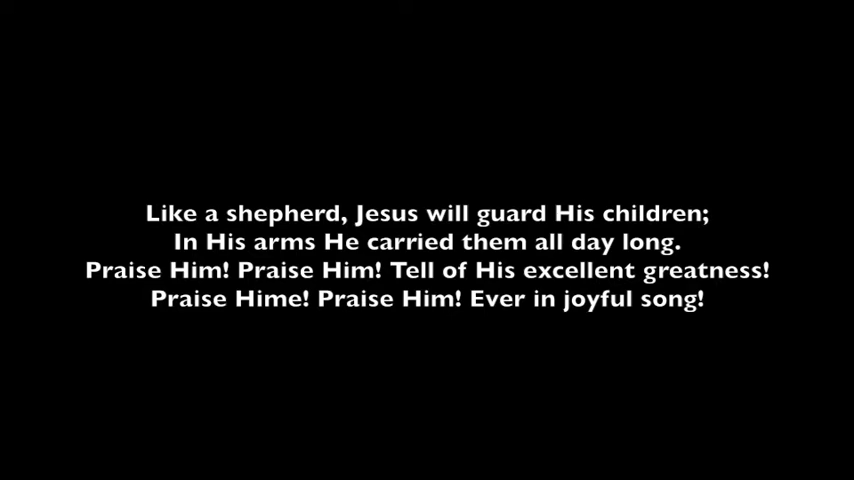 Like a shepherd, Jesus will guard His children;
In His arms He carried them all day long.
Praise Him! Praise Him! Tell of His excellent greatness!
Praise Hime! Praise Him! Ever in joyful song!